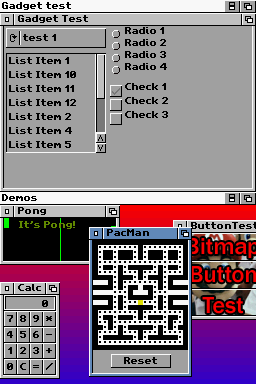 Gadget test
Gadget Test
test 1
Radio 1
Radio 2
Radio 3
Radio 4
List Item 1
List Item 10
List Item 11
List Item 12
List Item 2
List Item 4
List Item 5
Check 1
Check 2
Check 3
Demos
Pong
It's Pong!
PacMan
Reset
ButtonTest
Bitmap
Button
Test
Calc
0
7 8 9 *
4 5 6 -
1 2 3 +
0 C = /